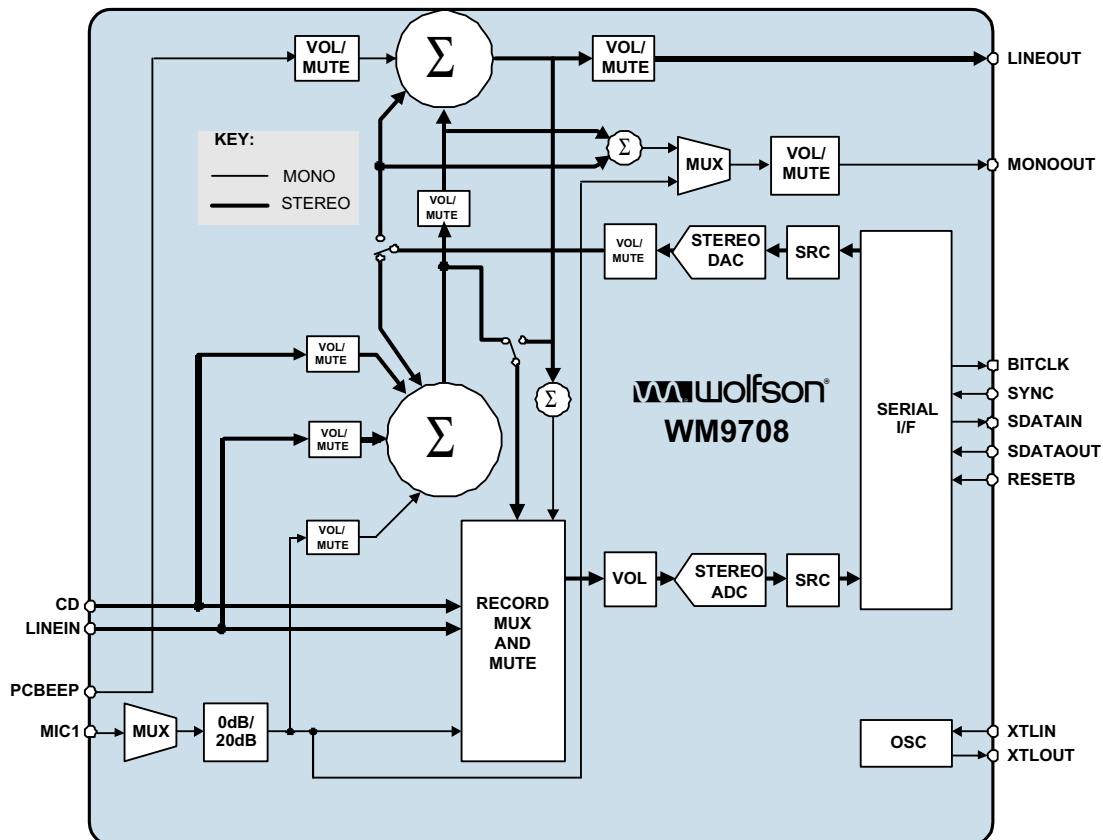 VOL/
MUTE
Σ
VOL/
MUTE
LINEOUT
KEY:
MONO
STEREO
Σ
MUX
VOL/
MUTE
MONOOUT
VOL/
MUTE
VOL/
MUTE
STEREO
DAC
SRC
VOL/
MUTE
Σ
VOL/
MUTE
Σ
wolfson®
WM9708
SERIAL
I/F
BITCLK
SYNC
SDATAIN
SDATAOUT
RESETB
VOL/
MUTE
CD
LINEIN
PCBEEP
MIC1
MUX
0dB/
20dB
RECORD
MUX
AND
MUTE
VOL
STEREO
ADC
SRC
OSC
XTLIN
XTLOUT